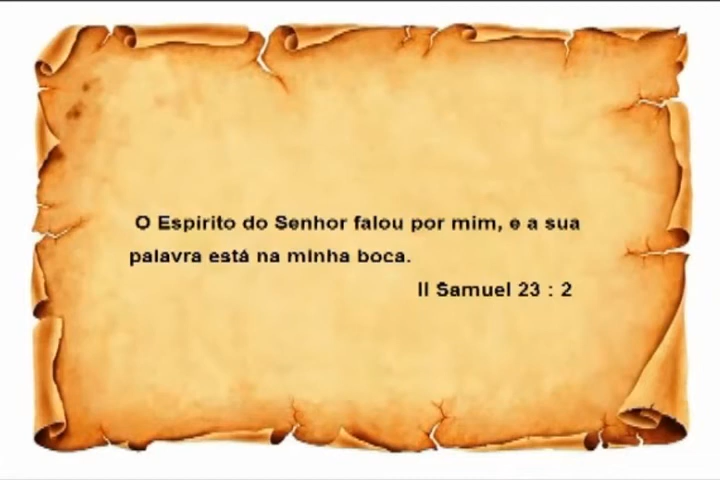 O Espirito do Senhor falou por mim, e a sua
palavra está na minha boca.
II Samuel 23 : 2